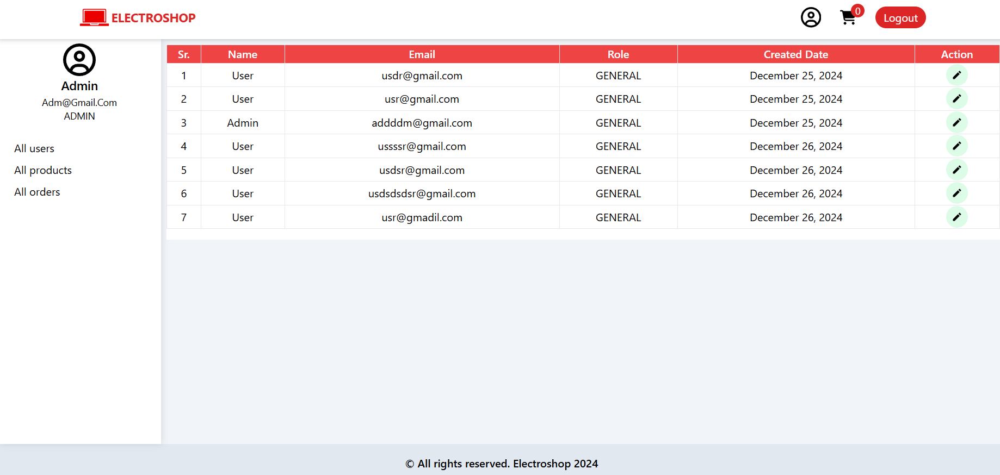 ELECTROSHOP
0
Logout
Admin
Adm@Gmail.Com
ADMIN
All users
All products
All orders
Sr. Name Email Role Created Date Action
1 User usdr@gmail.com GENERAL December 25, 2024
2 User usr@gmail.com GENERAL December 25, 2024
3 Admin addddm@gmail.com GENERAL December 25, 2024
4 User ussssr@gmail.com GENERAL December 26, 2024
5 User usdsr@gmail.com GENERAL December 26, 2024
6 User usdsdsdsr@gmail.com GENERAL December 26, 2024
7 User usr@gmadil.com GENERAL December 26, 2024
© All rights reserved. Electroshop 2024